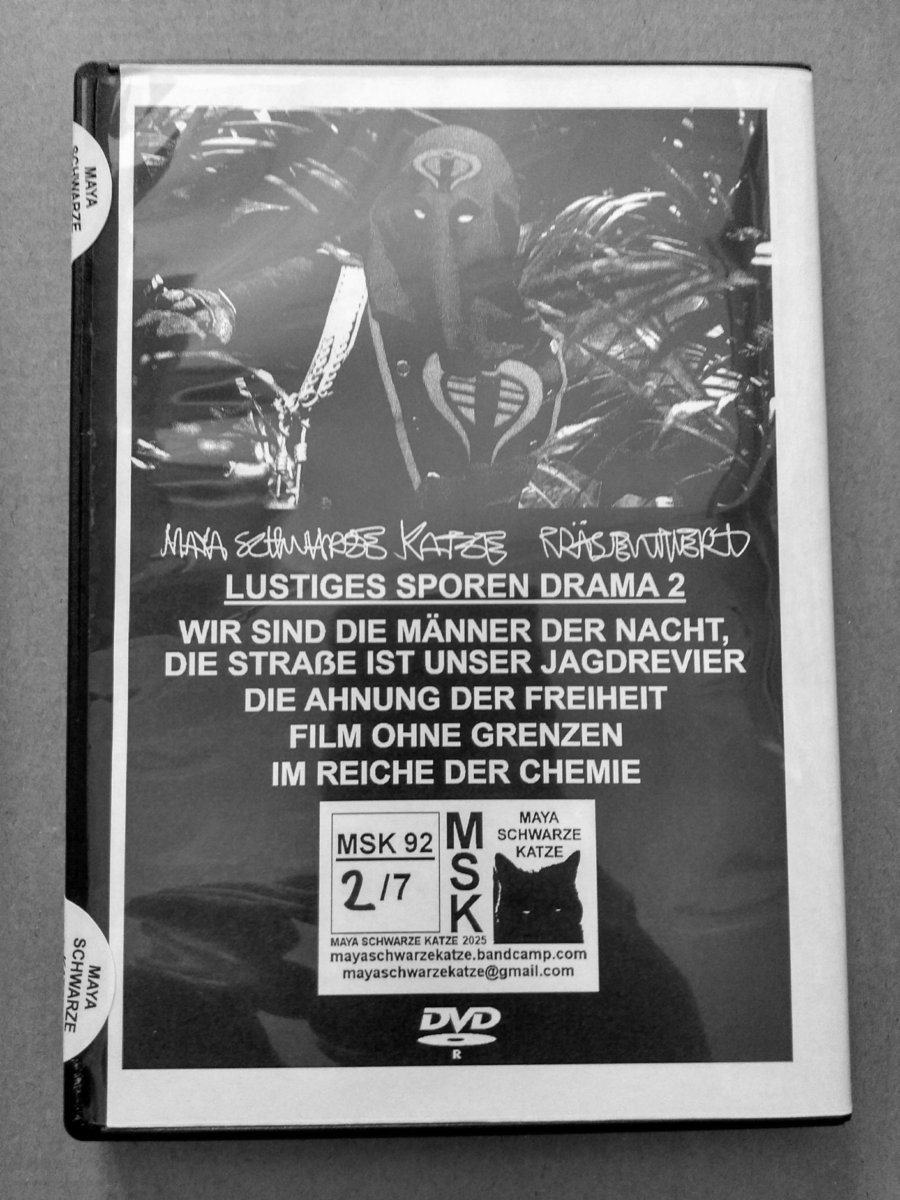 MAYA
SCHWARZE
MAYA SCHWARZE KATZE PRÄSENTIERT
LUSTIGES SPOREN DRAMA 2
WIR SIND DIE MÄNNER DER NACHT,
DIE STRAßE IST UNSER JAGDREVIER
DIE AHNUNG DER FREIHEIT
FILM OHNE GRENZEN
IM REICHE DER CHEMIE
MSK 92
2/7
MSK
MAYA
SCHWARZE
KATZE
MAYA SCHWARZE KATZE 2025
mayaschwarzekatze.bandcamp.com
mayaschwarzekatze@gmail.com
MAYA
SCHWARZE
DVD
R